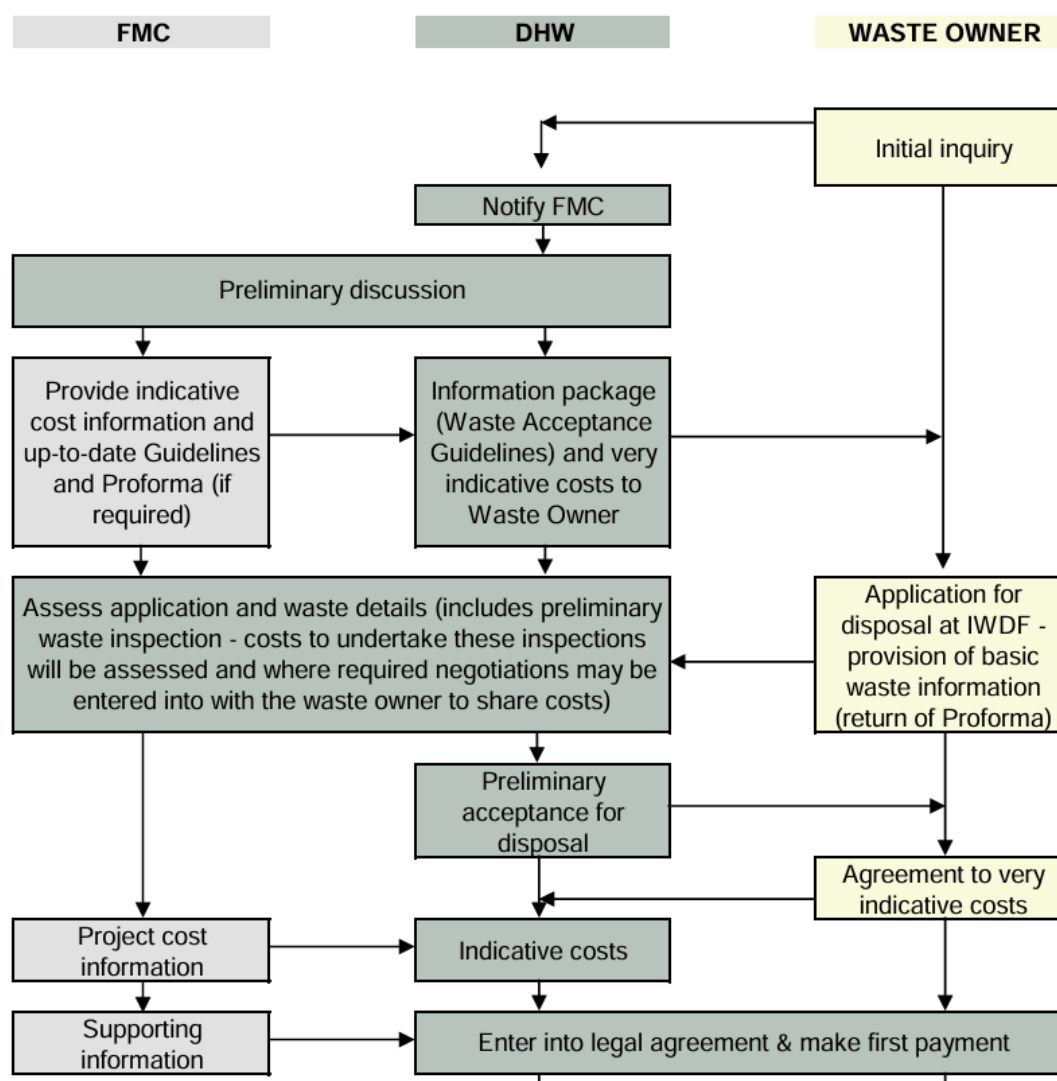 FMC
DHW
WASTE OWNER
Initial inquiry
Notify FMC
Preliminary discussion
Provide indicative
cost information and
up-to-date Guidelines
and Proforma (if
required)
Information package
(Waste Acceptance
Guidelines) and very
indicative costs to
Waste Owner
Assess application and waste details (includes preliminary
waste inspection - costs to undertake these inspections
will be assessed and where required negotiations may be
entered into with the waste owner to share costs)
Application for
disposal at IWDF -
provision of basic
waste information
(return of Proforma)
Preliminary
acceptance for
disposal
Agreement to very
indicative costs
Project cost
information
Indicative costs
Supporting
information
Enter into legal agreement & make first payment